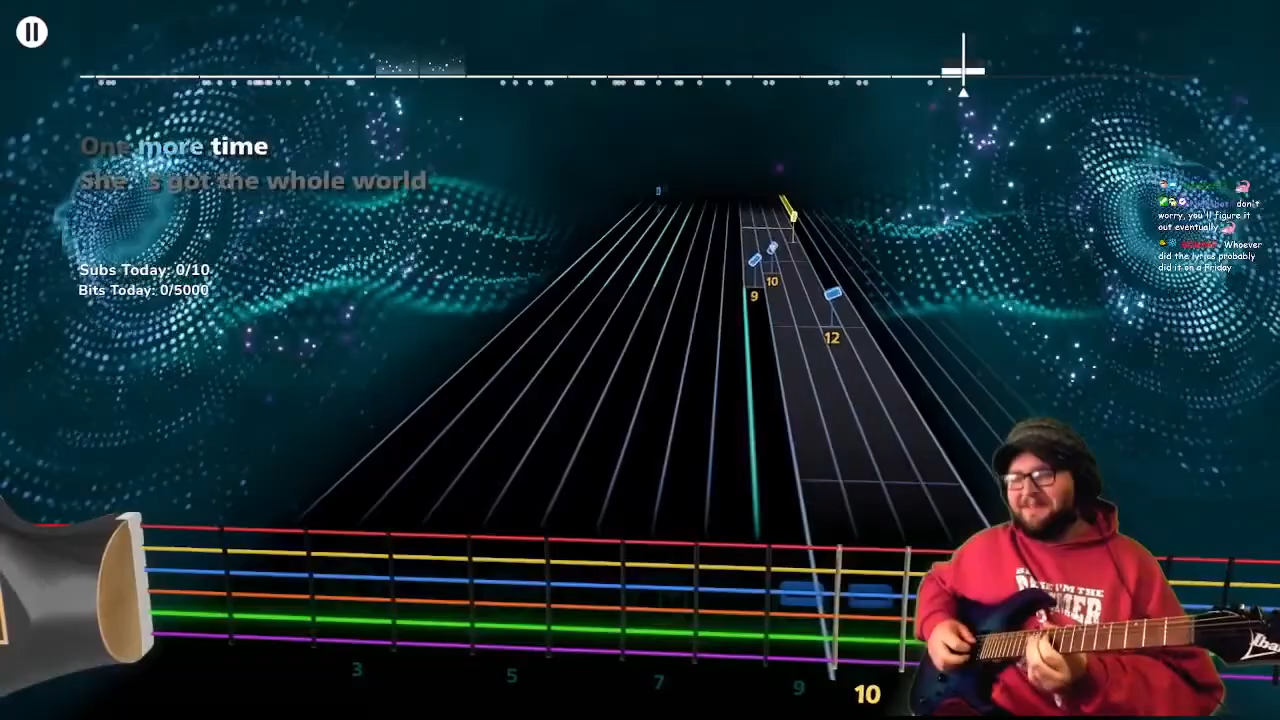 One more time
She 's got the whole world
Subs Today: 0/10
Bits Today: 0/5000
don't
worry, you'll figure it
out eventually
Whoever
did the lyrics probably
did it on a Friday
9
10
12
3
5
7
9
10
I'M THE